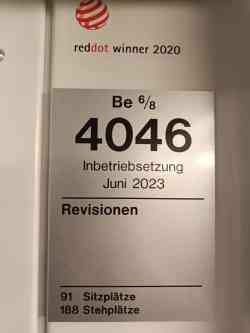 reddot winner 2020
Be 6/8
4046
Inbetriebsetzung
Juni 2023
Revisionen
91 Sitzplätze
188 Stehplätze